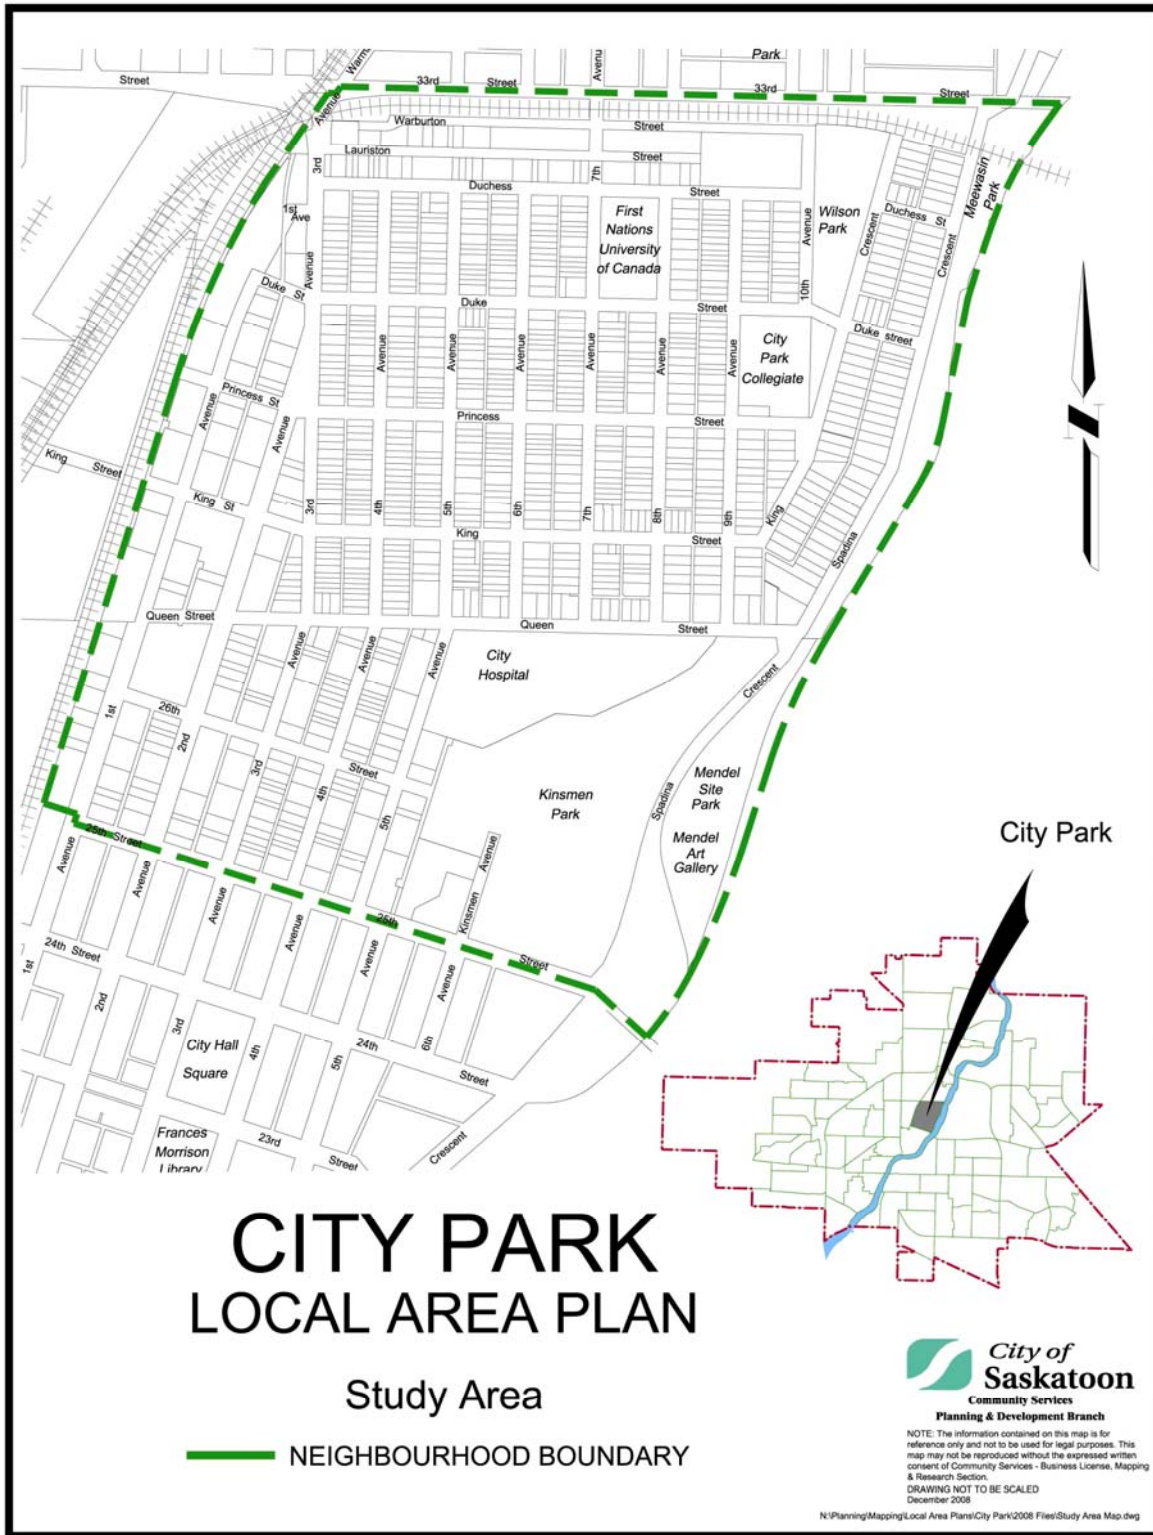 Park
Street
Avenue
33rd
Street
33rd
Street
Avenue
Warburton
Street
Lauriston
Street
3rd
7th
Duchess
Street
Meewasin
Park
1st
Ave
First
Nations
University
of Canada
Avenue
Wilson
Park
Crescent
Duchess St
Crescent
Avenue
10th
Duke St
Duke
Street
Duke street
Avenue
Avenue
Avenue
Avenue
Avenue
Avenue
City
Park
Collegiate
Princess St
Avenue
Avenue
Princess
Street
King Street
King St
3rd
4th
5th
6th
7th
8th
9th
King
King
Street
Spadina
Queen Street
Queen
Street
Avenue
Avenue
Avenue
City
Hospital
Crescent
1st
26th
2nd
3rd
Street
4th
5th
Kinsmen
Park
Spadina
Mendel
Site
Park
Mendel
Art
Gallery
25th Street
Avenue
Avenue
Avenue
Avenue
Avenue
Avenue
25th
Kinsmen
Avenue
Street
24th Street
1st
2nd
3rd
4th
5th
6th
24th
Street
City Hall
Square
Frances
Morrison
Library
23rd
Street
Crescent
City Park
CITY PARK
LOCAL AREA PLAN
Study Area
NEIGHBOURHOOD BOUNDARY
City of
Saskatoon
Community Services
Planning & Development Branch
NOTE: The information contained on this map is for
reference only and not to be used for legal purposes. This
map may not be reproduced without the expressed written
consent of Community Services - Business License, Mapping
& Research Section.
DRAWING NOT TO BE SCALED
December 2008
N:\Planning\Mapping\Local Area Plans\City Park\2008 Files\Study Area Map.dwg